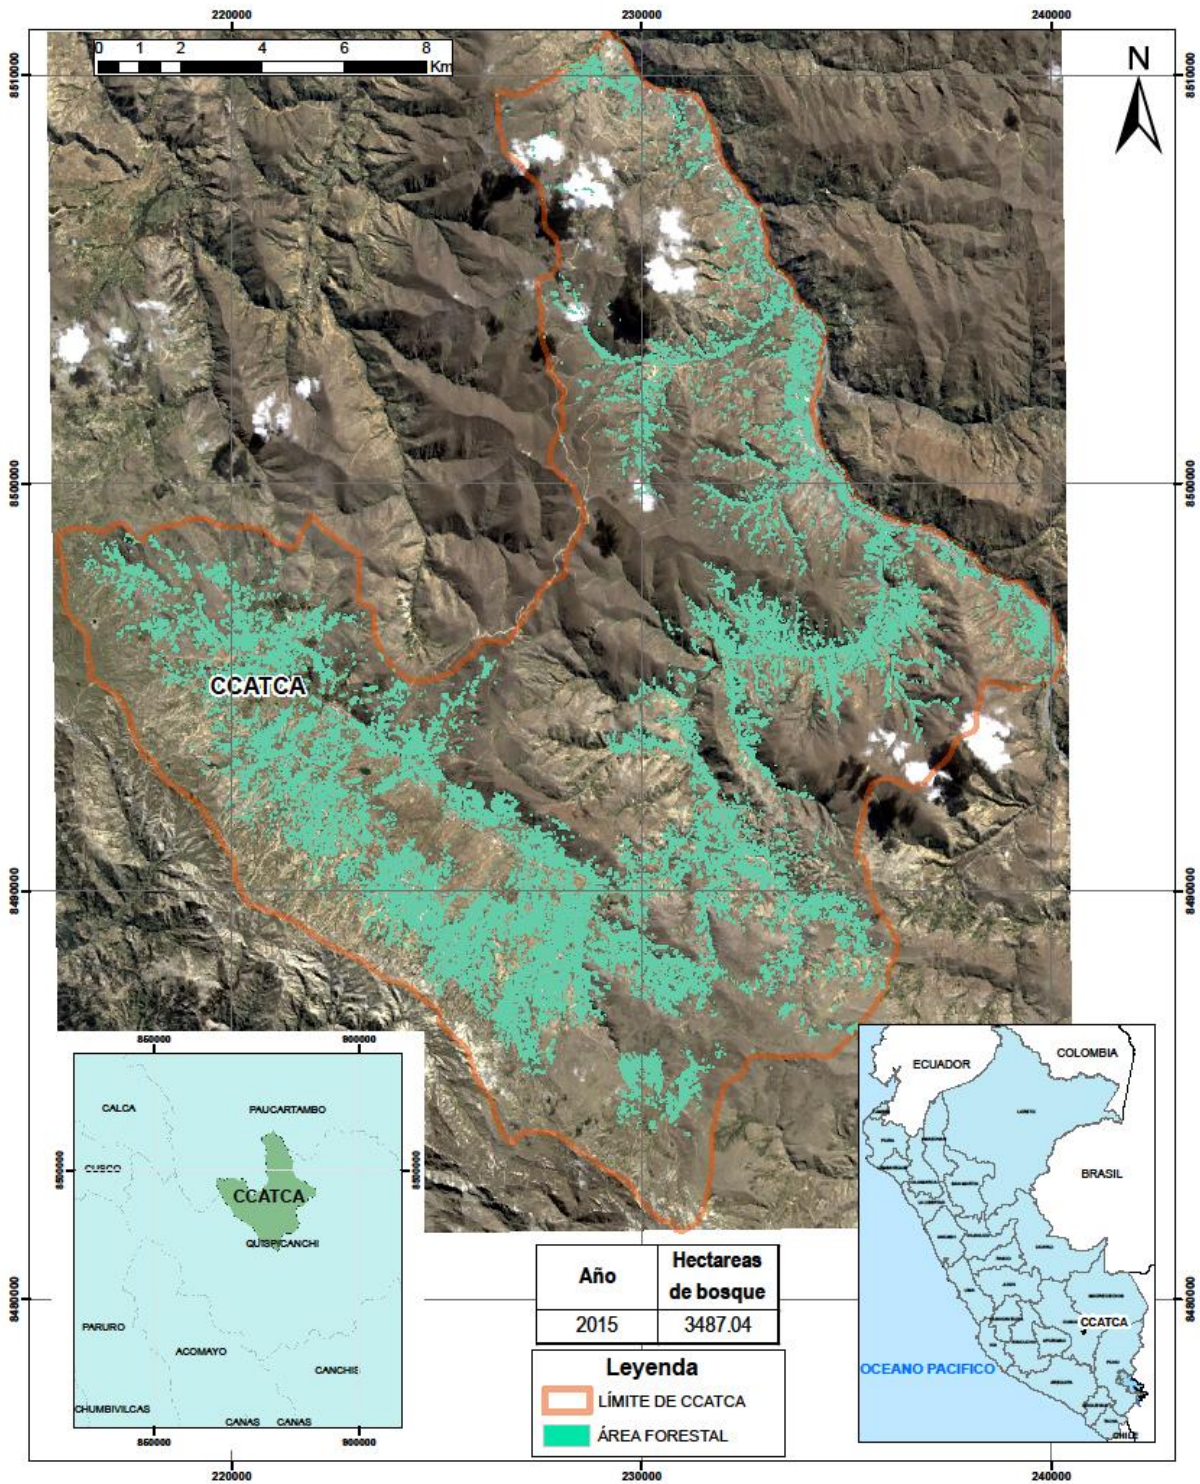 220000
230000
240000
0 1 2 4 6 8
Km
N
8510000
8510000
8500000
8500000
CCATCA
8490000
8490000
850000
900000
CALCA
PAUCARTAMBO
8500000
8500000
CUSCO
CCATCA
QUISPICANCHI
PARURO
ACOMAYO
CANCHIS
CHUMBIVILCAS
CANAS
CANAS
850000
900000
ECUADOR
COLOMBIA
LORETO
BRASIL
CCATCA
OCEANO PACIFICO
CHILE
8480000
8480000
Año
Hectareas
de bosque
2015
3487.04
Leyenda
LÍMITE DE CCATCA
ÁREA FORESTAL
220000
230000
240000